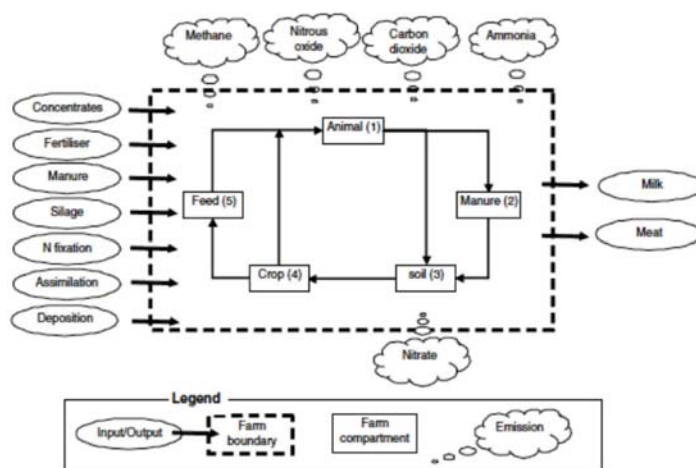 Methane
Nitrous
oxide
Carbon
dioxide
Ammonia
Concentrates
Fertiliser
Manure
Silage
N fixation
Assimilation
Deposition
Animal (1)
Feed (5)
Manure (2)
Crop (4)
soil (3)
Milk
Meat
Nitrate
Legend
Input/Output
Farm
boundary
Farm
compartment
Emission